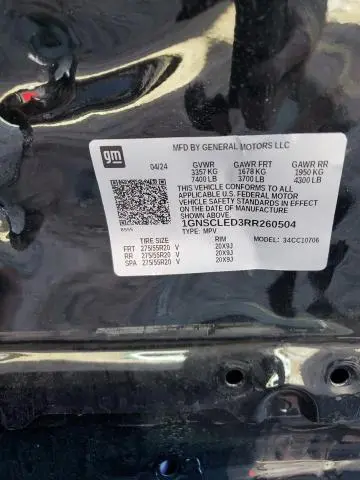 gm
MFD BY GENERAL MOTORS LLC
04/24 GVWR GAWR FRT GAWR RR
3357 KG 1678 KG 1950 KG
7400 LB 3700 LB 4300 LB
THIS VEHICLE CONFORMS TO ALL
APPLICABLE U.S. FEDERAL MOTOR
VEHICLE SAFETY STANDARDS IN EFFECT
ON THE DATE OF MANUFACTURE
1GNSCLED3RR260504
TYPE: MPV
TIRE SIZE RIM MODEL: 34CC10706
FRT 275/55R20 V 20X9J
RR 275/55R20 V 20X9J
SPA 275/55R20 V 20X9J